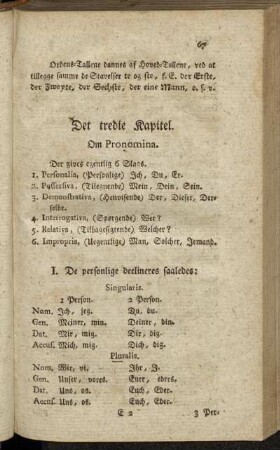 67
Ordens-Tallene dannes af Hoved-Tallene, ved at
tillegge samme de Stavelser te og ste, f. E. der Erste,
der Zweyte, der Sechste, der eine Mann, o. s. v.
Det tredie Kapitel.
Om Pronomina.
Der gives egentlig 6 Slags.
1. Personalia, (Personlige) Ich, Du, Er.
2. Possessiva, (Tilegnende) Mein, Dein, Sein.
3. Demonstrativa, (Henvisende) Der, Dieser, Der-
selbe.
4. Interrogativa, (Spørgende) Wer?
5. Relativa, (Tilbagesigtende) Welcher?
6. Impropria, (Uegentlige) Man, Solcher, Jemand.
I. De personlige declineres saaledes:
Singularis.
1 Person. 2 Person.
Nom. Ich, jeg. Du, du.
Gen. Meiner, min. Deiner, din.
Dat. Mir, mig. Dir, dig.
Accus. Mich, mig. Dich, dig.
Pluralis.
Nom. Wir, vi. Ihr, I.
Gen. Unser, vores. Euer, eders.
Dat. Uns, os. Euch, Eder.
Accus. Uns, os. Euch, Eder.
E 2 3 Per-